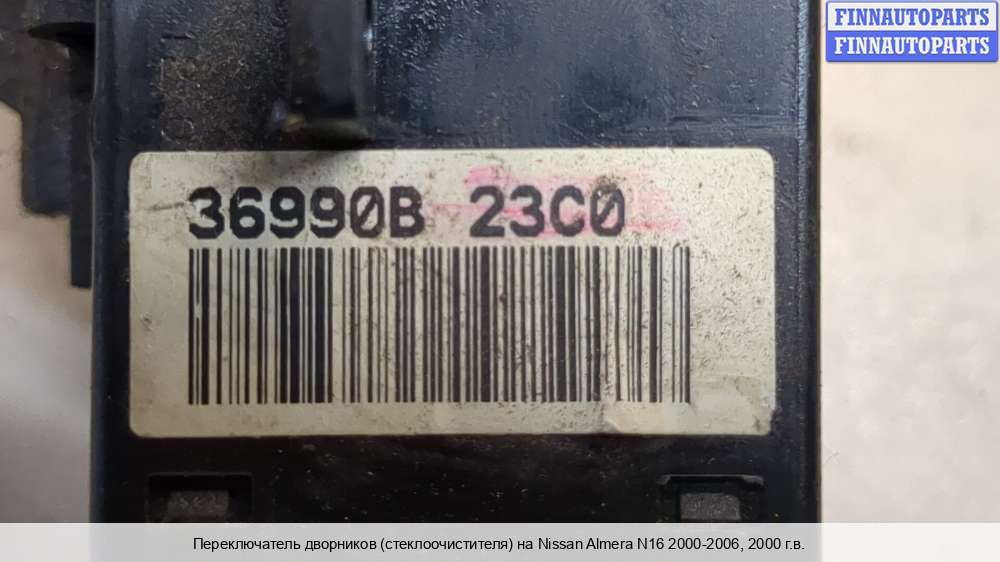 FINNAUTOPARTS
FINNAUTOPARTS
36990B 23C0
Переключатель дворников (стеклоочистителя) на Nissan Almera N16 2000-2006, 2000 г.в.